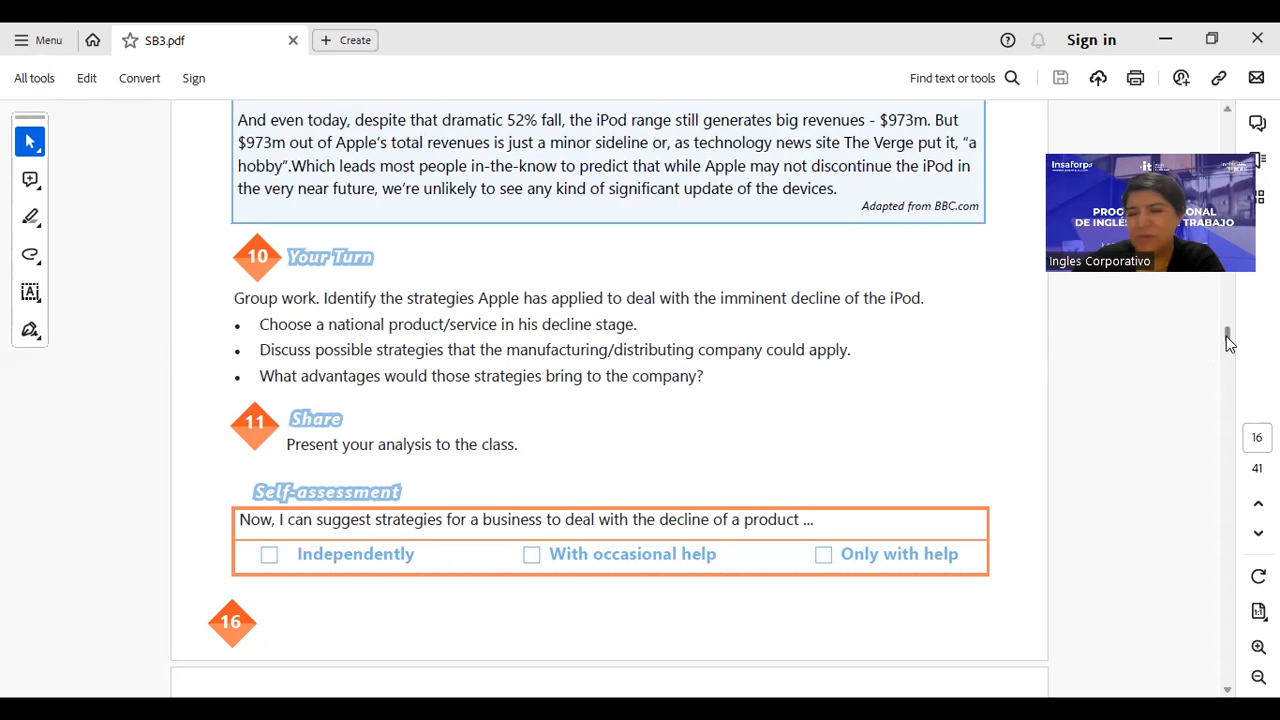 Menu
SB3.pdf
Create
Sign in
All tools
Edit
Convert
Sign
Find text or tools
And even today, despite that dramatic 52% fall, the iPod range still generates big revenues - $973m. But
$973m out of Apple's total revenues is just a minor sideline or, as technology news site The Verge put it, “a
hobby”.Which leads most people in-the-know to predict that while Apple may not discontinue the iPod in
the very near future, we're unlikely to see any kind of significant update of the devices.
Adapted from BBC.com
Insaforp
it
Ingles Corporativo
10 Your Turn
Group work. Identify the strategies Apple has applied to deal with the imminent decline of the iPod.
• Choose a national product/service in his decline stage.
• Discuss possible strategies that the manufacturing/distributing company could apply.
• What advantages would those strategies bring to the company?
11 Share
Present your analysis to the class.
Self-assessment
Now, I can suggest strategies for a business to deal with the decline of a product ...
Independently With occasional help Only with help
16
16
41
1:1